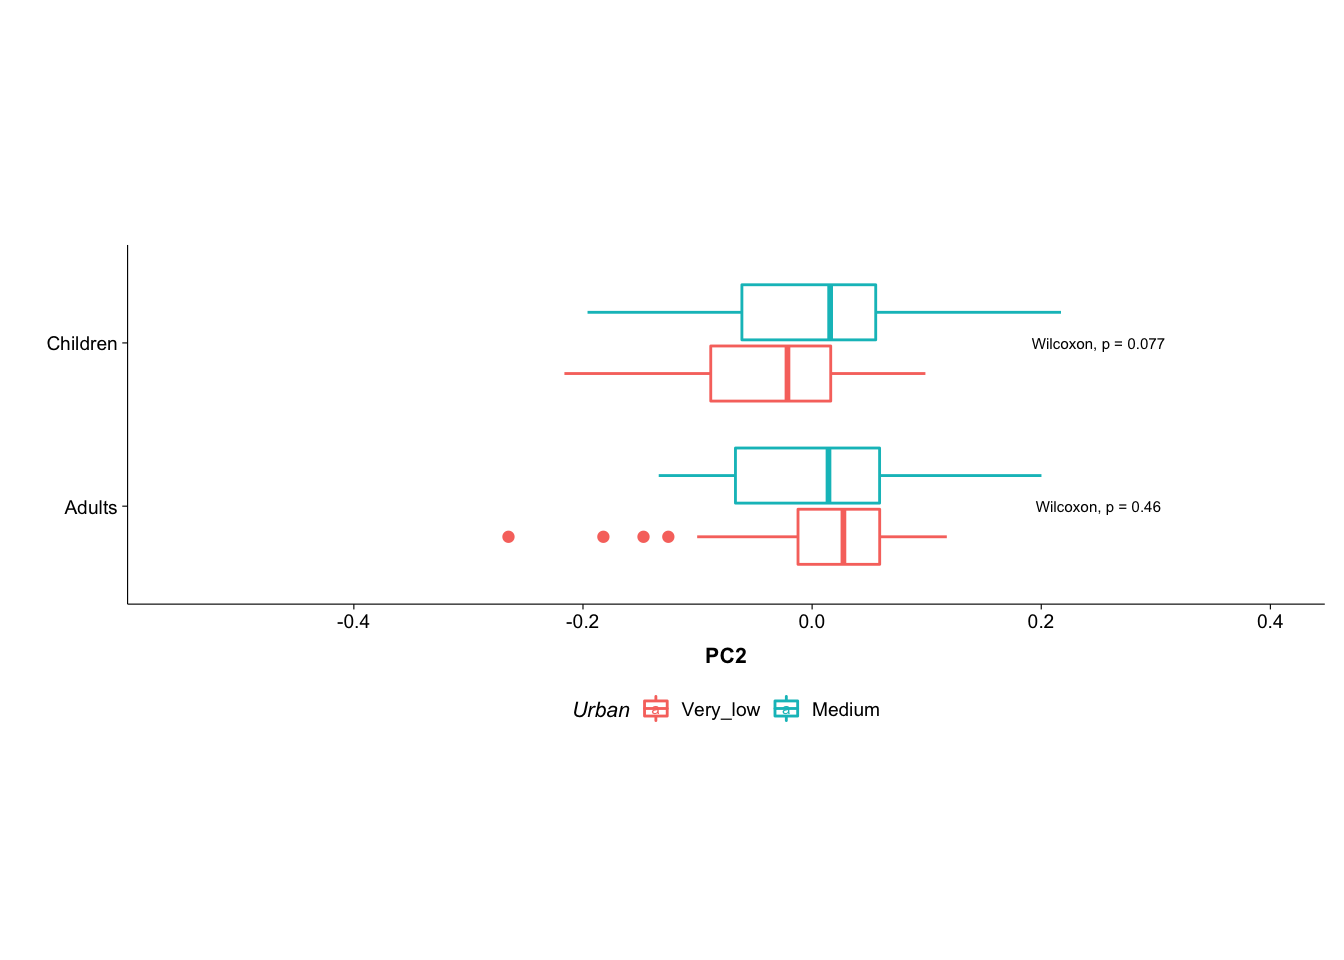 Children
Wilcoxon, p = 0.077
Adults
Wilcoxon, p = 0.46
-0.4 -0.2 0.0 0.2 0.4
PC2
Urban a Very_low a Medium